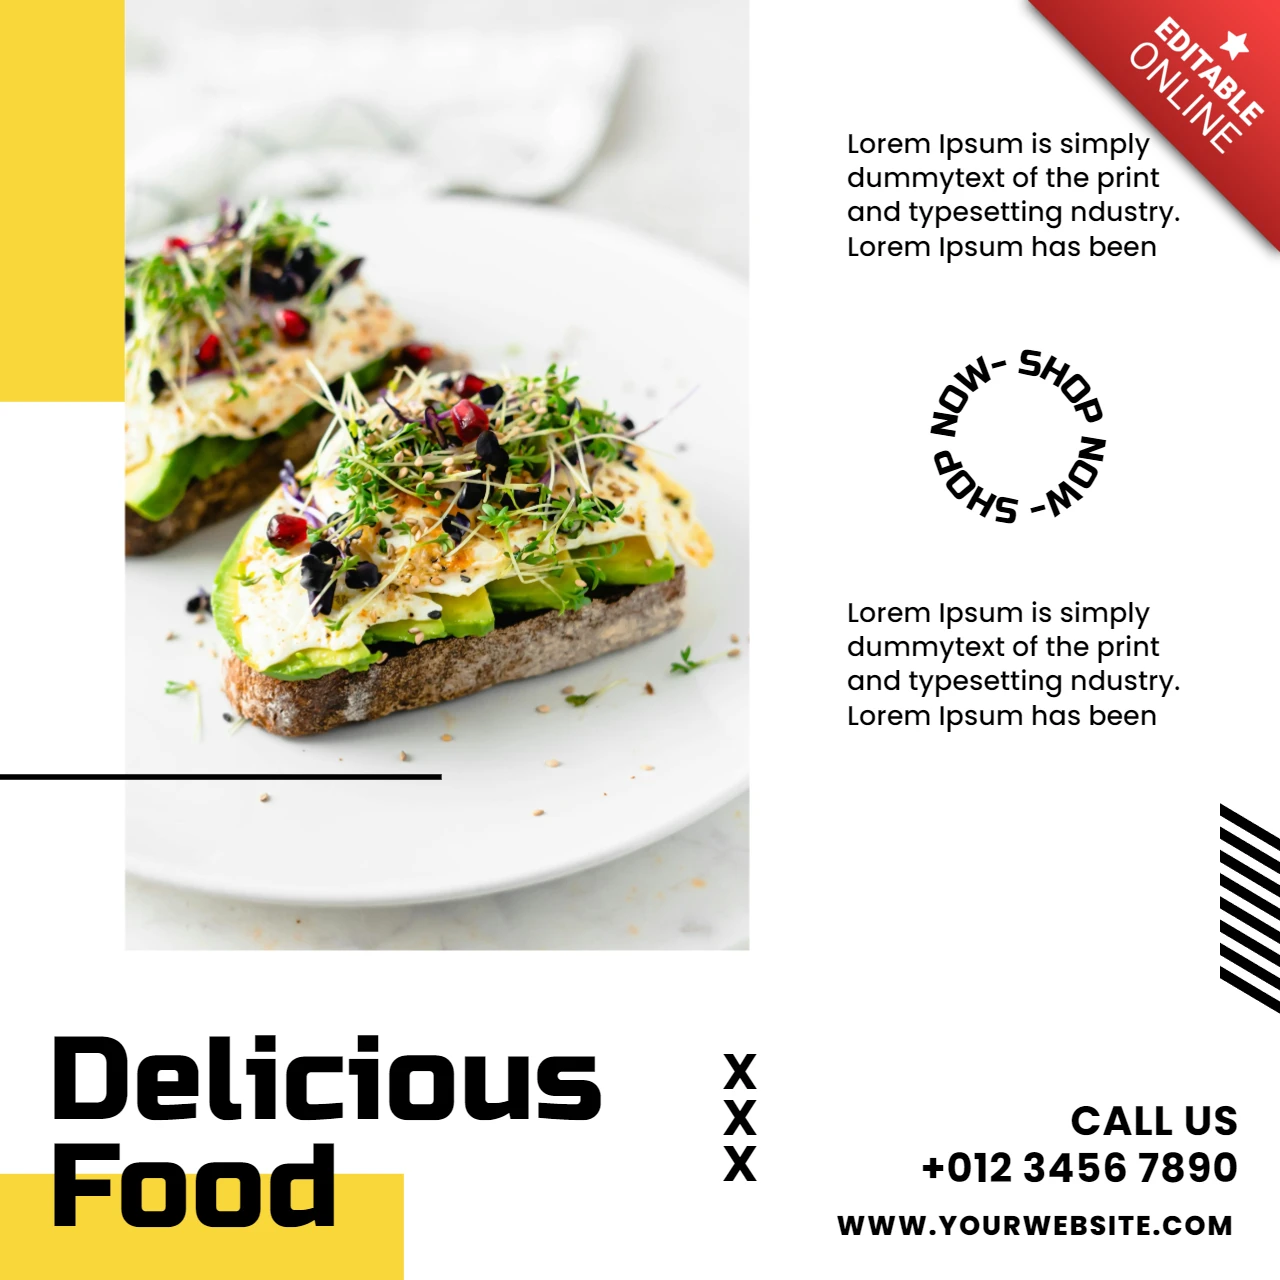 EDITABLE
ONLINE
Lorem Ipsum is simply
dummytext of the print
and typesetting ndustry.
Lorem Ipsum has been
SHOP NOW- SHOP NOW-
Lorem Ipsum is simply
dummytext of the print
and typesetting ndustry.
Lorem Ipsum has been
Delicious
Food
X
X
X
CALL US
+012 3456 7890
WWW.YOURWEBSITE.COM